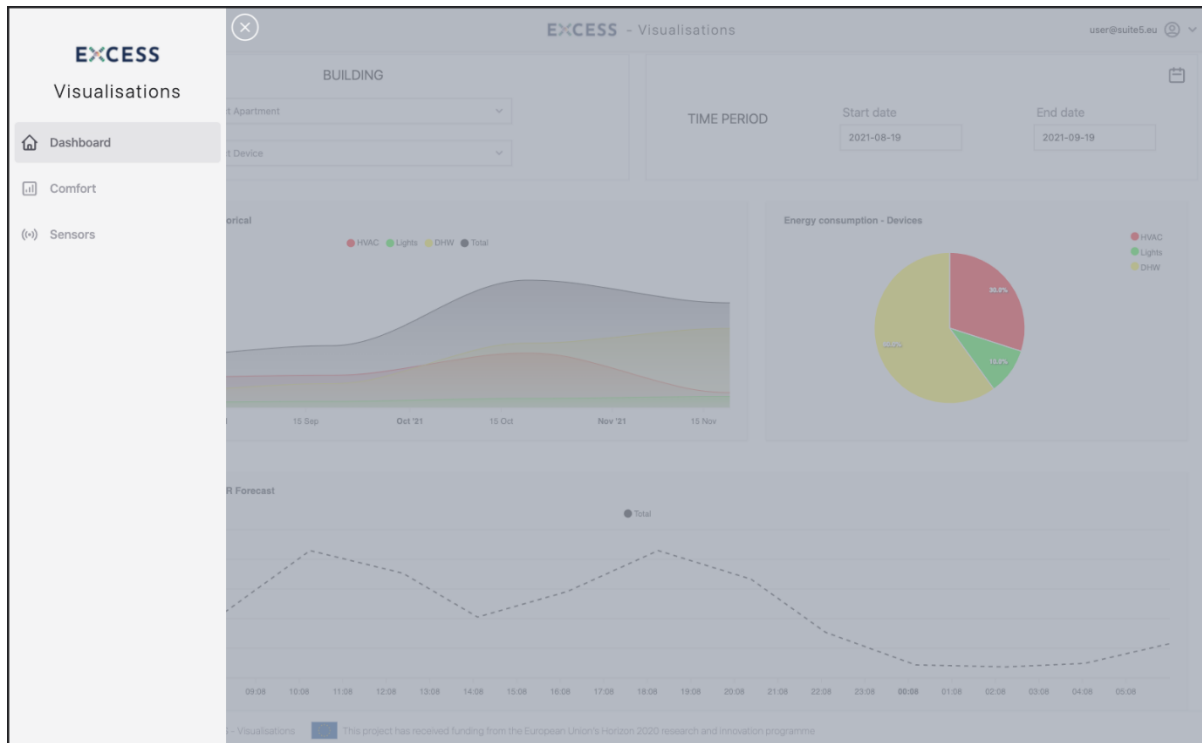 EXCESS
Visualisations
Dashboard
Comfort
Sensors
EXCESS - Visualisations
user@suite5.eu
BUILDING
t Apartment
t Device
TIME PERIOD
Start date
2021-08-19
End date
2021-09-19
orical
HVAC Lights DHW Total
15 Sep Oct '21 15 Oct Nov '21 15 Nov
Energy consumption - Devices
HVAC
Lights
DHW
R Forecast
Total
09:08 10:08 11:08 12:08 13:08 14:08 15:08 16:08 17:08 18:08 19:08 20:08 21:08 22:08 23:08 00:08 01:08 02:08 03:08 04:08 05:08
- Visualisations
This project has received funding from the European Union's Horizon 2020 research and innovation programme